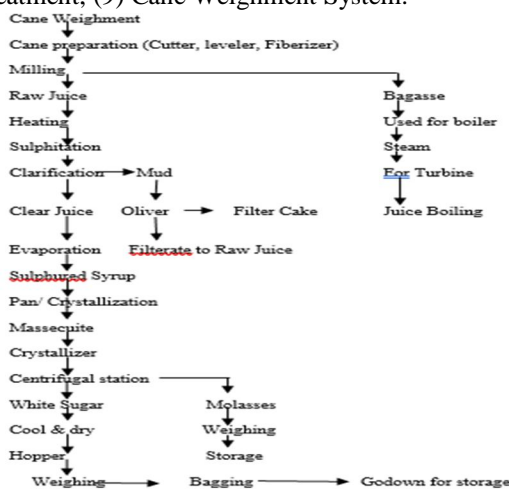 eatment, (9) Cane Weighment System.
Cane Weighment
Cane preparation (Cutter, leveler, Fiberizer)
Milling
Raw Juice Bagasse
Heating Used for boiler
Sulphitation Steam
Clarification Mud For Turbine
Clear Juice Oliver Filter Cake Juice Boiling
Evaporation Filterate to Raw Juice
Sulphured Syrup
Pan/ Crystallization
Massecuite
Crystallizer
Centrifugal station
White Sugar Molasses
Cool & dry Weighing
Hopper Storage
Weighing Bagging Godown for storage